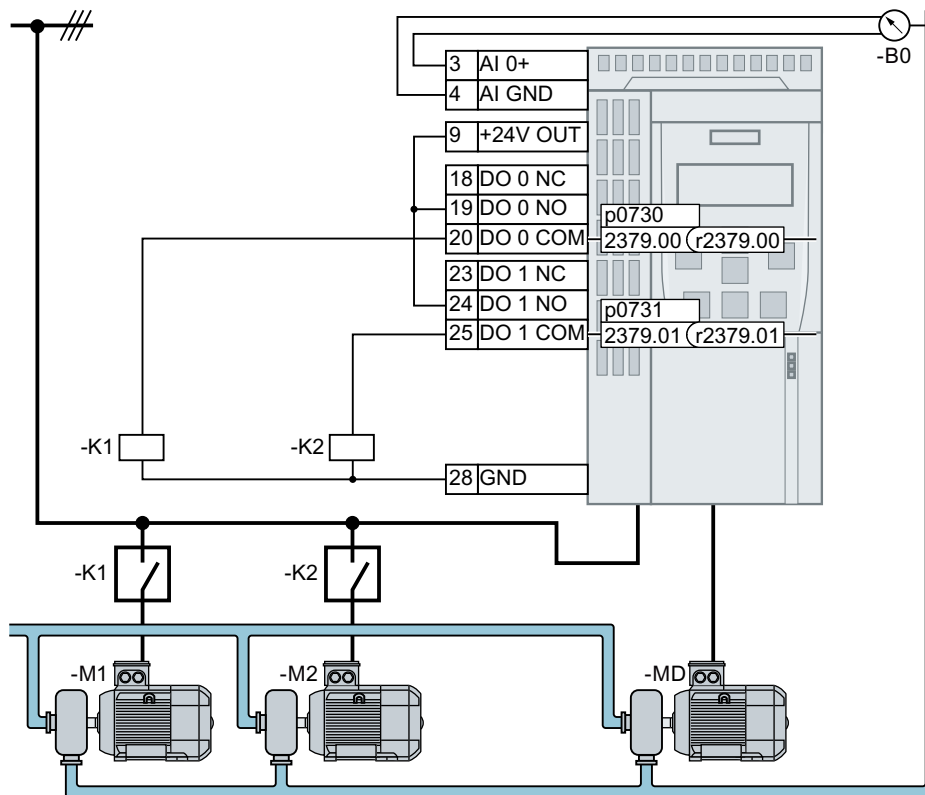 -B0
3 AI 0+
4 AI GND
9 +24V OUT
18 DO 0 NC
19 DO 0 NO
p0730
20 DO 0 COM 2379.00 r2379.00
23 DO 1 NC
24 DO 1 NO
p0731
25 DO 1 COM 2379.01 r2379.01
-K1 -K2
28 GND
-K1 -K2
-M1 -M2 -MD